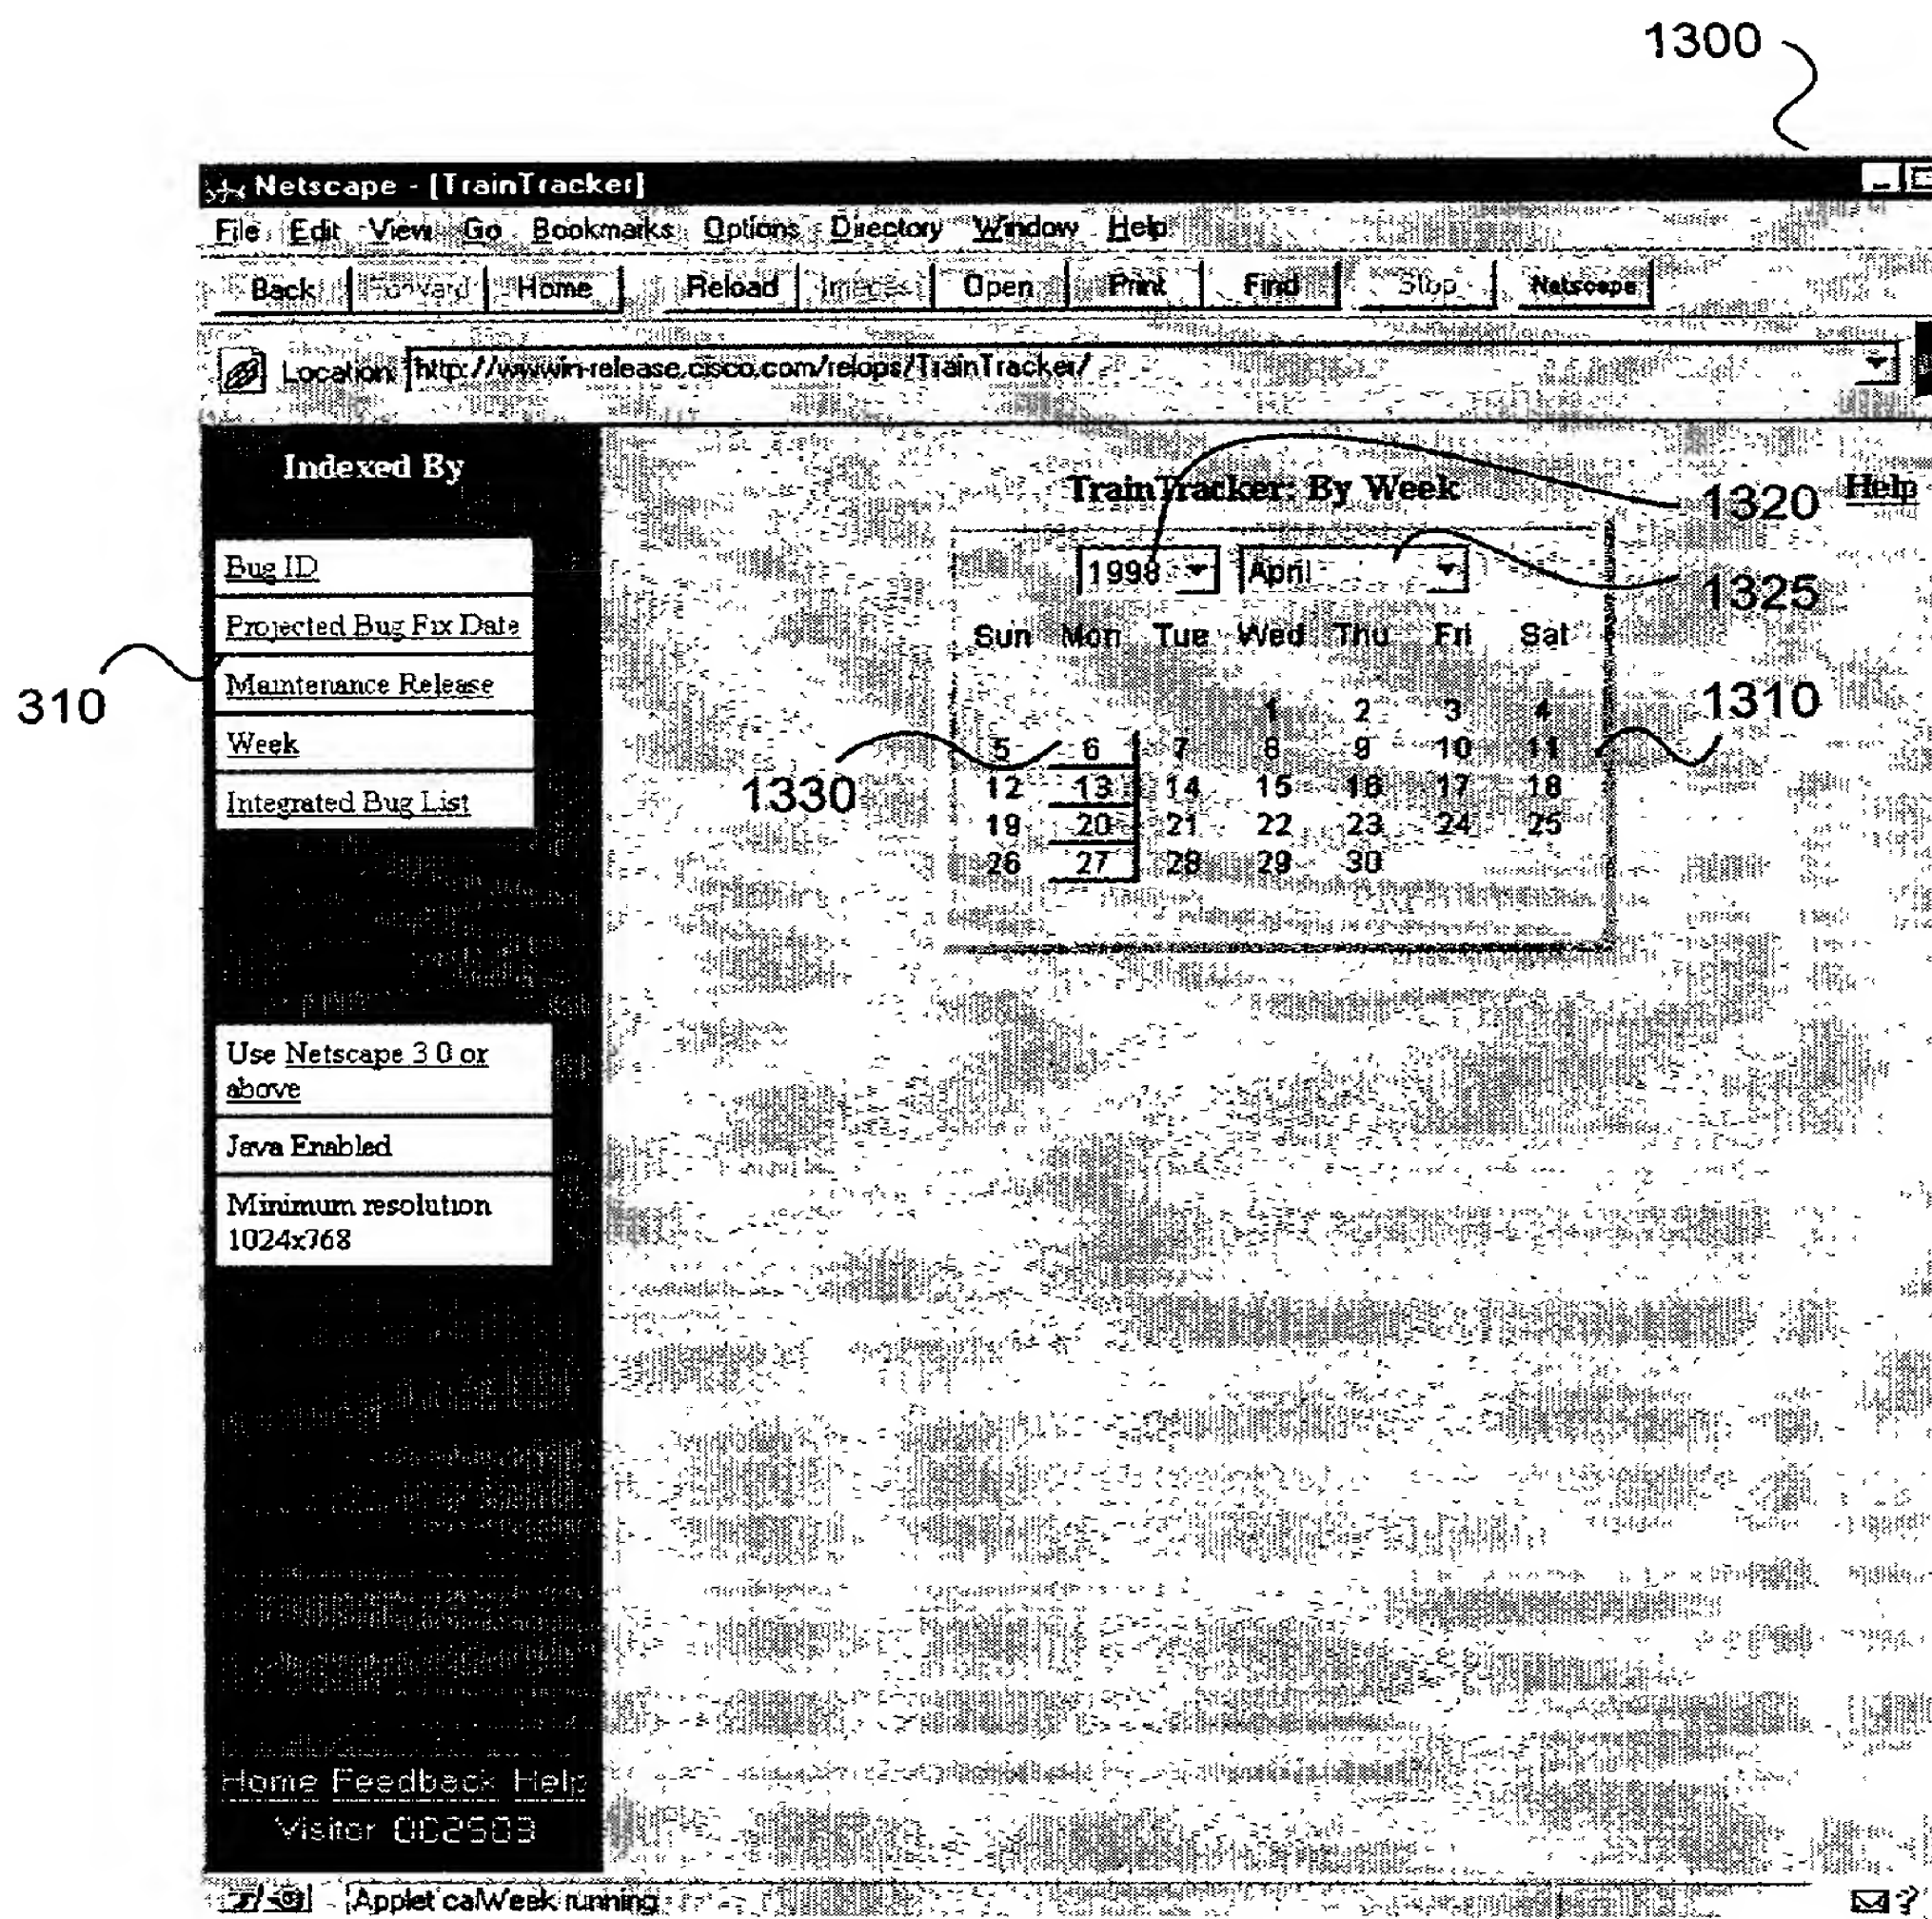 1300
Netscape - [TrainTracker]
File Edit View Go Bookmarks Options Directory Window Help
Back Forward Home Reload Images Open Print Find Stop Netscape
Location: http://wwwin-release.cisco.com/relops/TrainTracker/
Indexed By
Bug ID
Projected Bug Fix Date
Maintenance Release
Week
Integrated Bug List
310
Use Netscape 3.0 or
above
Java Enabled
Minimum resolution
1024x768
Home Feedback Help
Visitor 002503
TrainTracker: By Week
Help
1320
1998 April
1325
Sun Mon Tue Wed Thu Fri Sat
1 2 3 4
1310
5 6 7 8 9 10 11
1330
12 13 14 15 16 17 18
19 20 21 22 23 24 25
26 27 28 29 30
Applet calWeek running